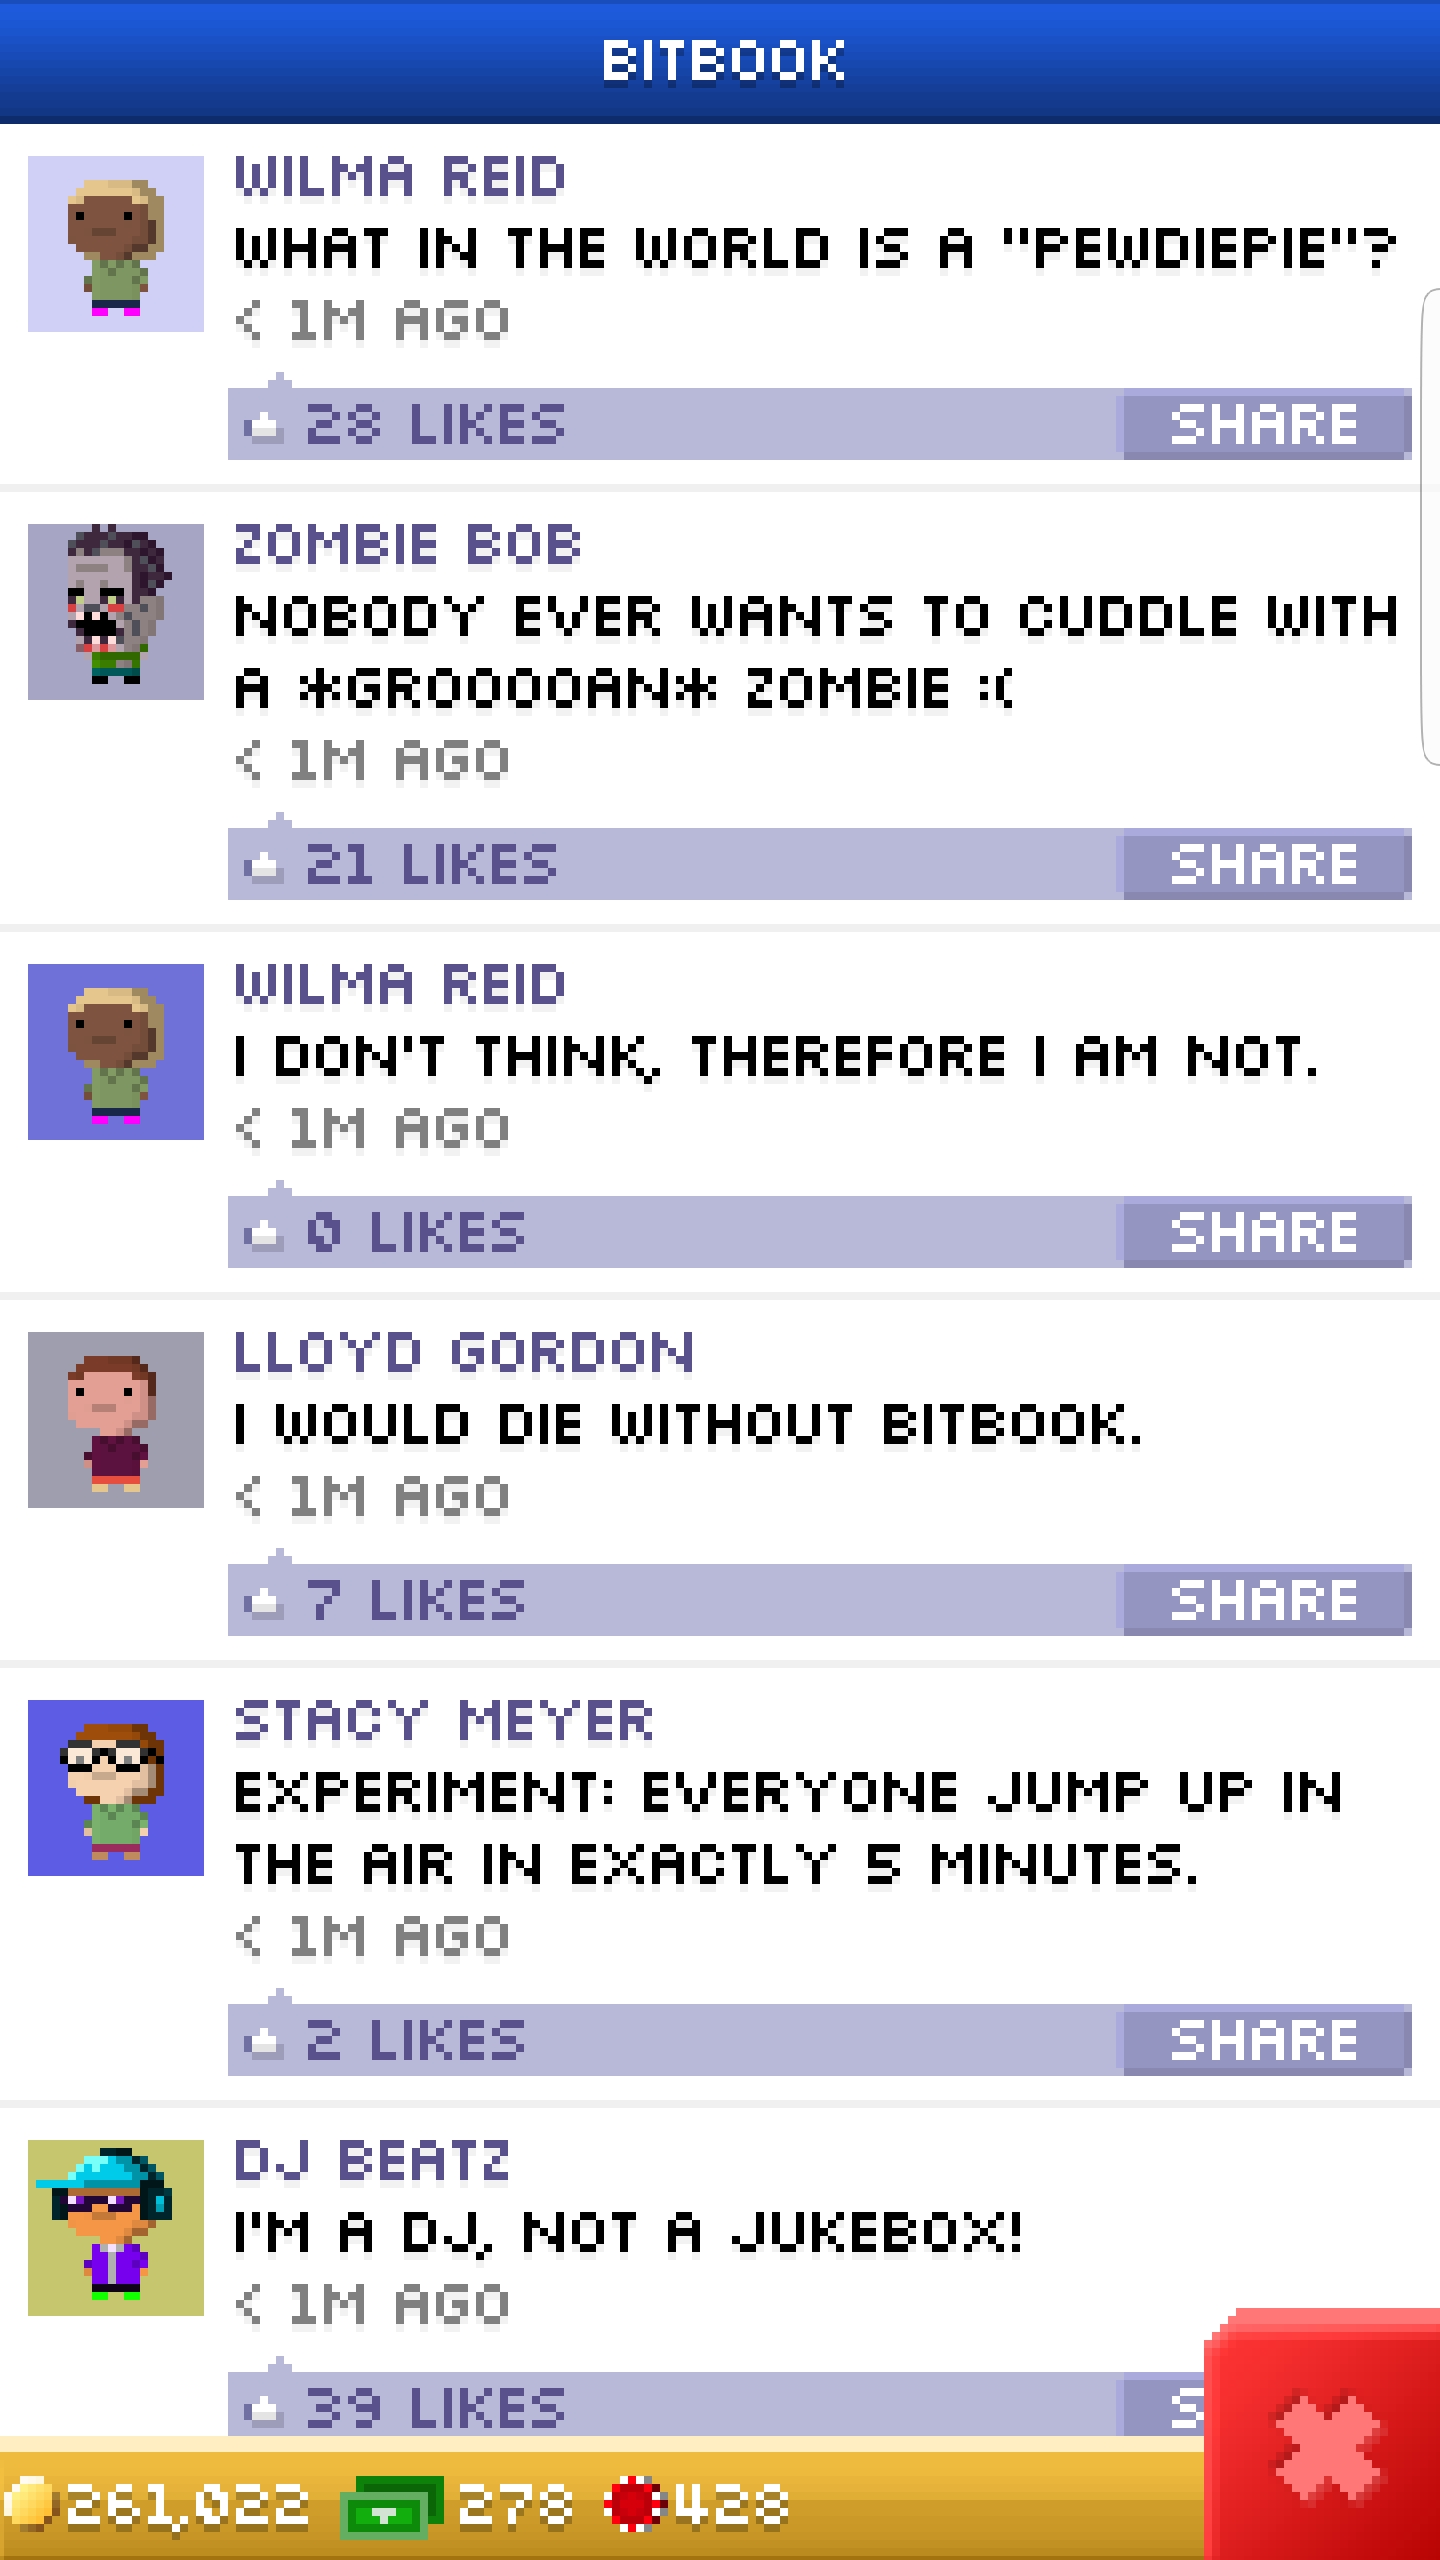 BITBOOK
WILMA REID
WHAT IN THE WORLD IS A "PEWDIEPIE"?
< 1M AGO
28 LIKES
SHARE
ZOMBIE BOB
NOBODY EVER WANTS TO CUDDLE WITH
A *GROOOOAN* ZOMBIE :(
< 1M AGO
21 LIKES
SHARE
WILMA REID
I DON'T THINK, THEREFORE I AM NOT.
< 1M AGO
0 LIKES
SHARE
LLOYD GORDON
I WOULD DIE WITHOUT BITBOOK.
< 1M AGO
7 LIKES
SHARE
STACY MEYER
EXPERIMENT: EVERYONE JUMP UP IN
THE AIR IN EXACTLY 5 MINUTES.
< 1M AGO
2 LIKES
SHARE
DJ BEATZ
I'M A DJ, NOT A JUKEBOX!
< 1M AGO
39 LIKES
S
261,022 278 428